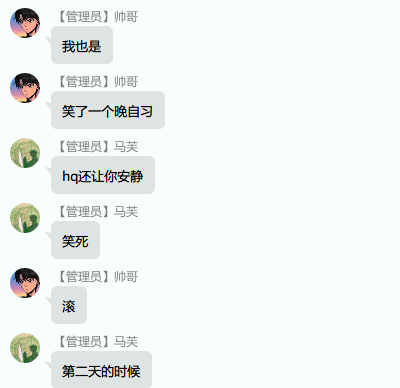 【管理员】帅哥
我也是
【管理员】帅哥
笑了一个晚自习
【管理员】马芙
hq还让你安静
【管理员】马芙
笑死
【管理员】帅哥
滚
【管理员】马芙
第二天的时候